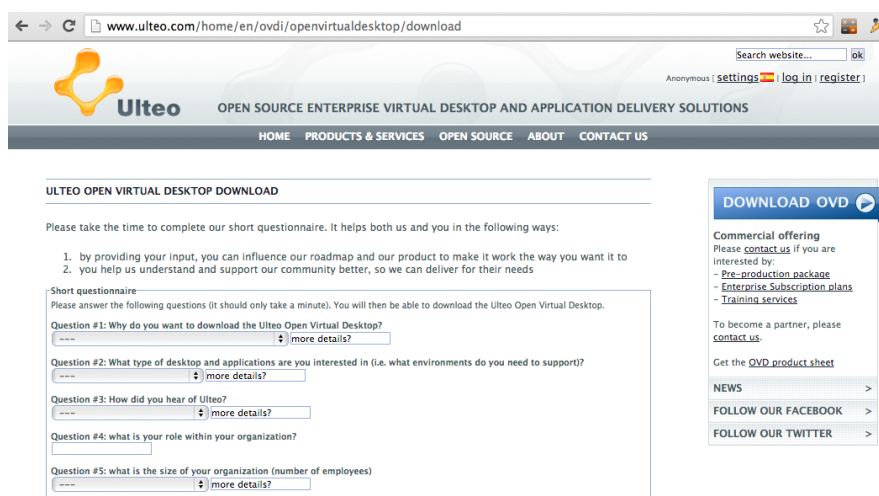 www.ulteo.com/home/en/ovdi/openvirtualdesktop/download
Search website... ok
Anonymous [ settings | log in | register ]
Ulteo
OPEN SOURCE ENTERPRISE VIRTUAL DESKTOP AND APPLICATION DELIVERY SOLUTIONS
HOME PRODUCTS & SERVICES OPEN SOURCE ABOUT CONTACT US
ULTEO OPEN VIRTUAL DESKTOP DOWNLOAD
Please take the time to complete our short questionnaire. It helps both us and you in the following ways:
1. by providing your input, you can influence our roadmap and our product to make it work the way you want it to
2. you help us understand and support our community better, so we can deliver for their needs
Short questionnaire
Please answer the following questions (it should only take a minute). You will then be able to download the Ulteo Open Virtual Desktop.
Question #1: Why do you want to download the Ulteo Open Virtual Desktop?
--- more details?
Question #2: What type of desktop and applications are you interested in (i.e. what environments do you need to support)?
--- more details?
Question #3: How did you hear of Ulteo?
--- more details?
Question #4: what is your role within your organization?
Question #5: what is the size of your organization (number of employees)
--- more details?
DOWNLOAD OVD
Commercial offering
Please contact us if you are
interested by:
- Pre-production package
- Enterprise Subscription plans
- Training services
To become a partner, please
contact us.
Get the OVD product sheet
NEWS >
FOLLOW OUR FACEBOOK >
FOLLOW OUR TWITTER >